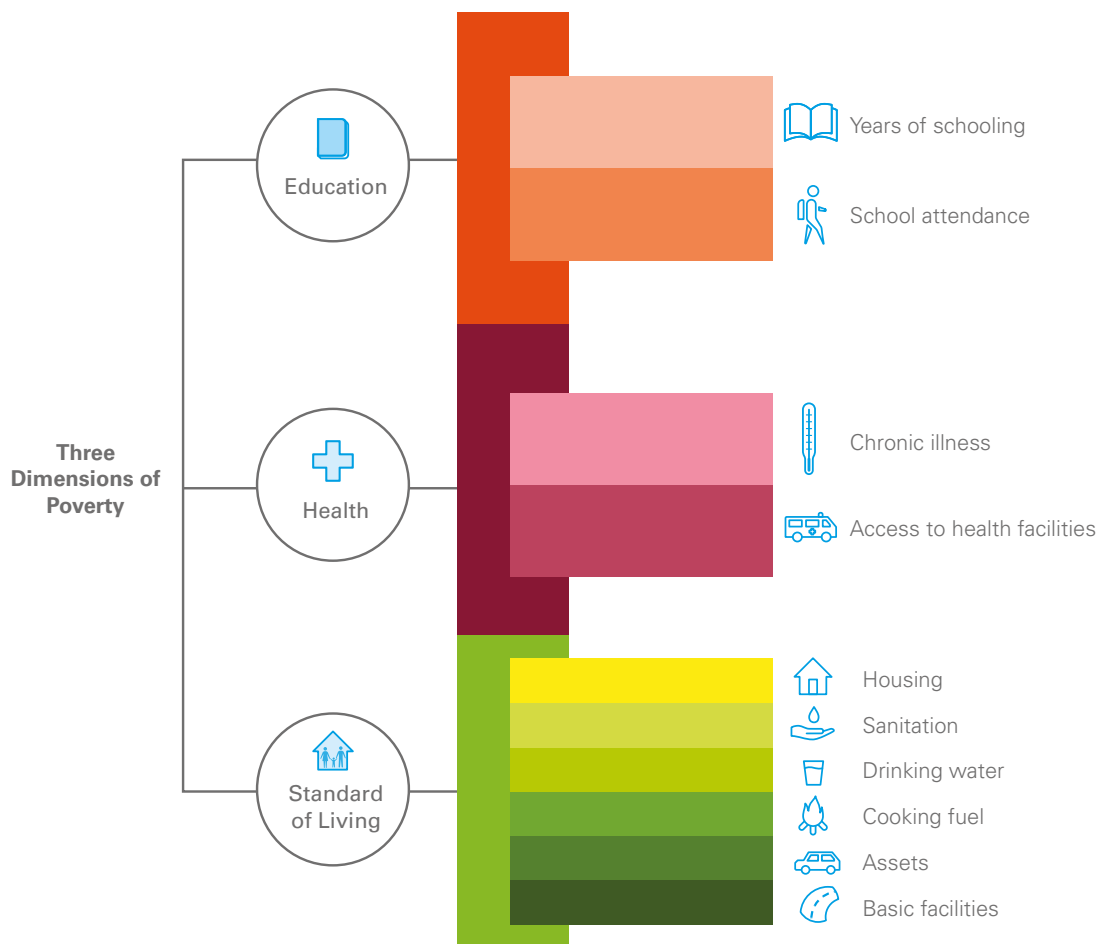 Three
Dimensions of
Poverty
Education
Years of schooling
School attendance
Health
Chronic illness
Access to health facilities
Standard
of Living
Housing
Sanitation
Drinking water
Cooking fuel
Assets
Basic facilities